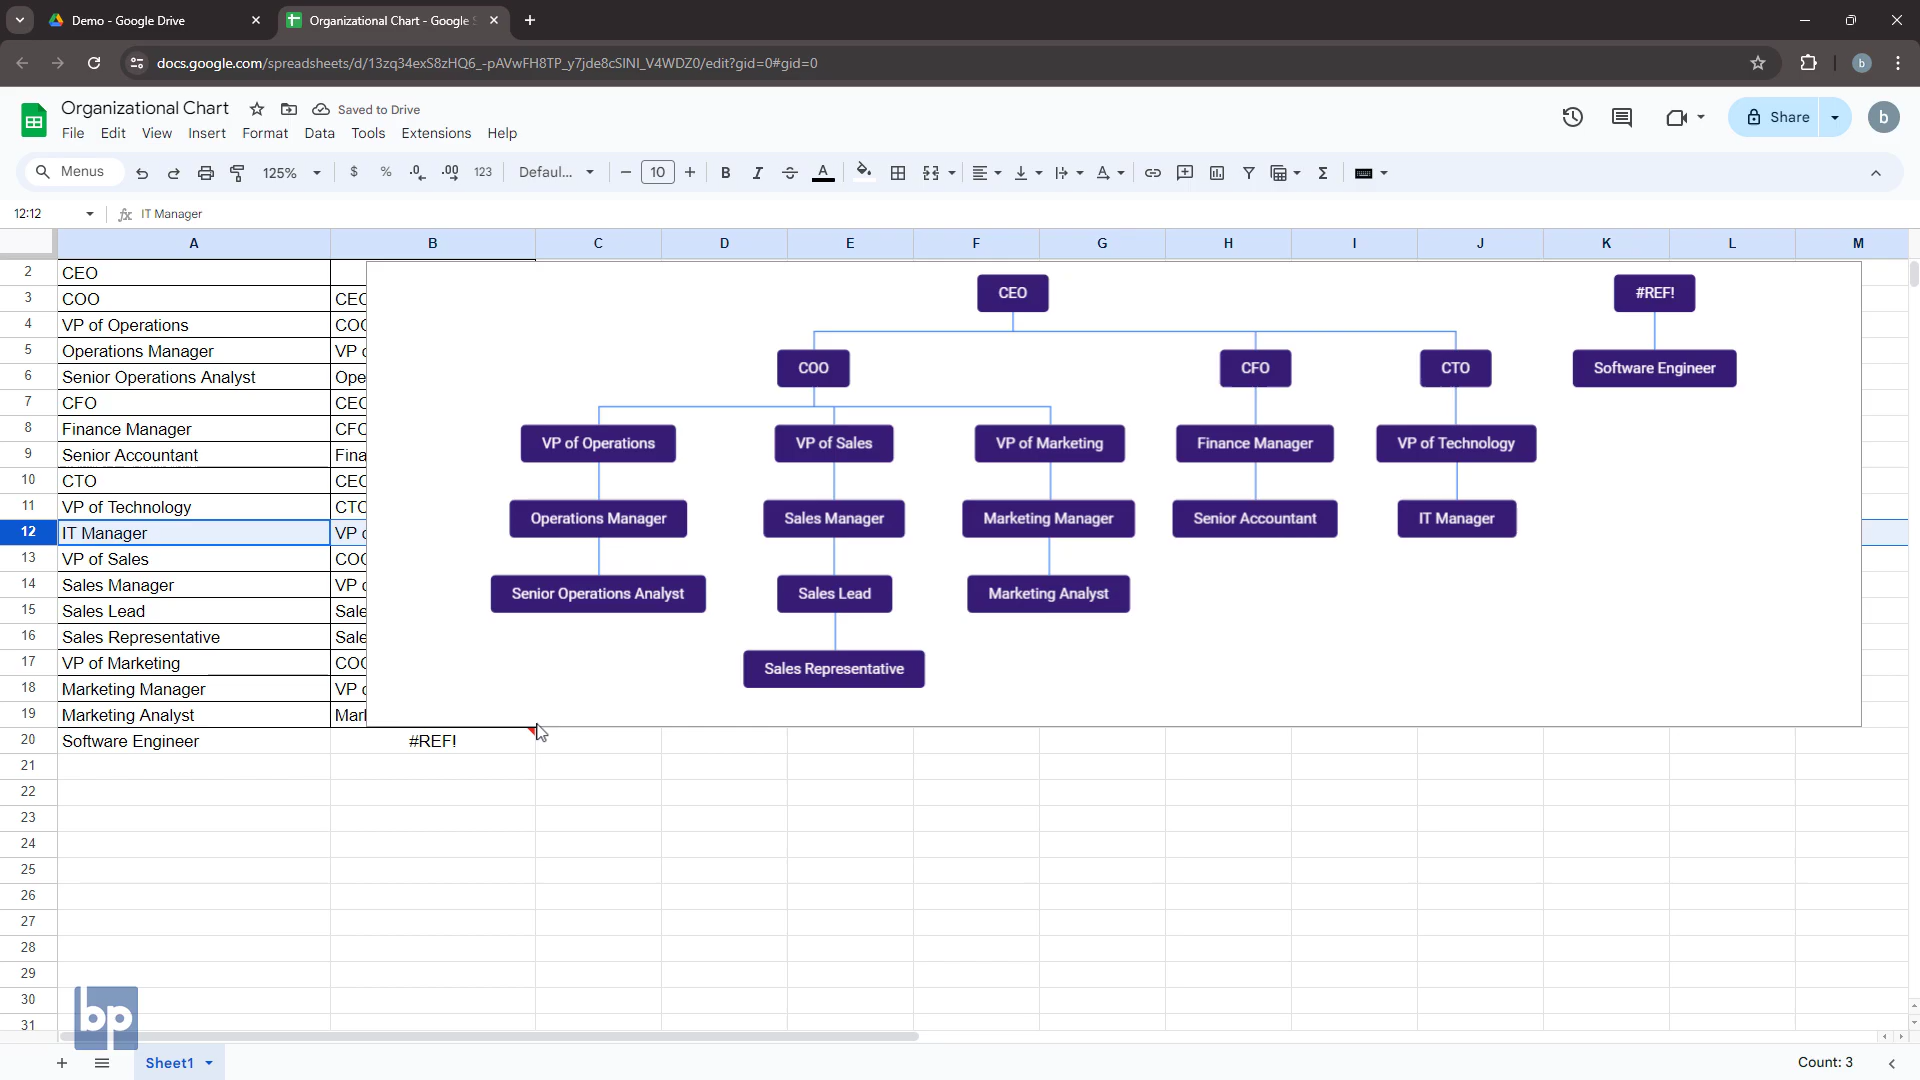 Demo - Google Drive
Organizational Chart - Google S
docs.google.com/spreadsheets/d/13zq34exS8zHQ6_-pAVwFH8TP_y7jde8cSINI_V4WDZ0/edit?gid=0#gid=0
b
Organizational Chart
Saved to Drive
File Edit View Insert Format Data Tools Extensions Help
Share
b
Menus
125%
$ % .0 .00 123
Defaul...
10
B I A
12:12
fx IT Manager
A B C D E F G H I J K L M
2 CEO
3 COO CEO
4 VP of Operations COO
5 Operations Manager VP o
6 Senior Operations Analyst Ope
7 CFO CEO
8 Finance Manager CFO
9 Senior Accountant Fina
10 CTO CEO
11 VP of Technology CTO
12 IT Manager VP o
13 VP of Sales COO
14 Sales Manager VP o
15 Sales Lead Sale
16 Sales Representative Sale
17 VP of Marketing COO
18 Marketing Manager VP o
19 Marketing Analyst Mark
20 Software Engineer #REF!
21
22
23
24
25
26
27
28
29
30
31
CEO #REF!
COO CFO CTO Software Engineer
VP of Operations VP of Sales VP of Marketing Finance Manager VP of Technology
Operations Manager Sales Manager Marketing Manager Senior Accountant IT Manager
Senior Operations Analyst Sales Lead Marketing Analyst
Sales Representative
bp
Sheet1
Count: 3